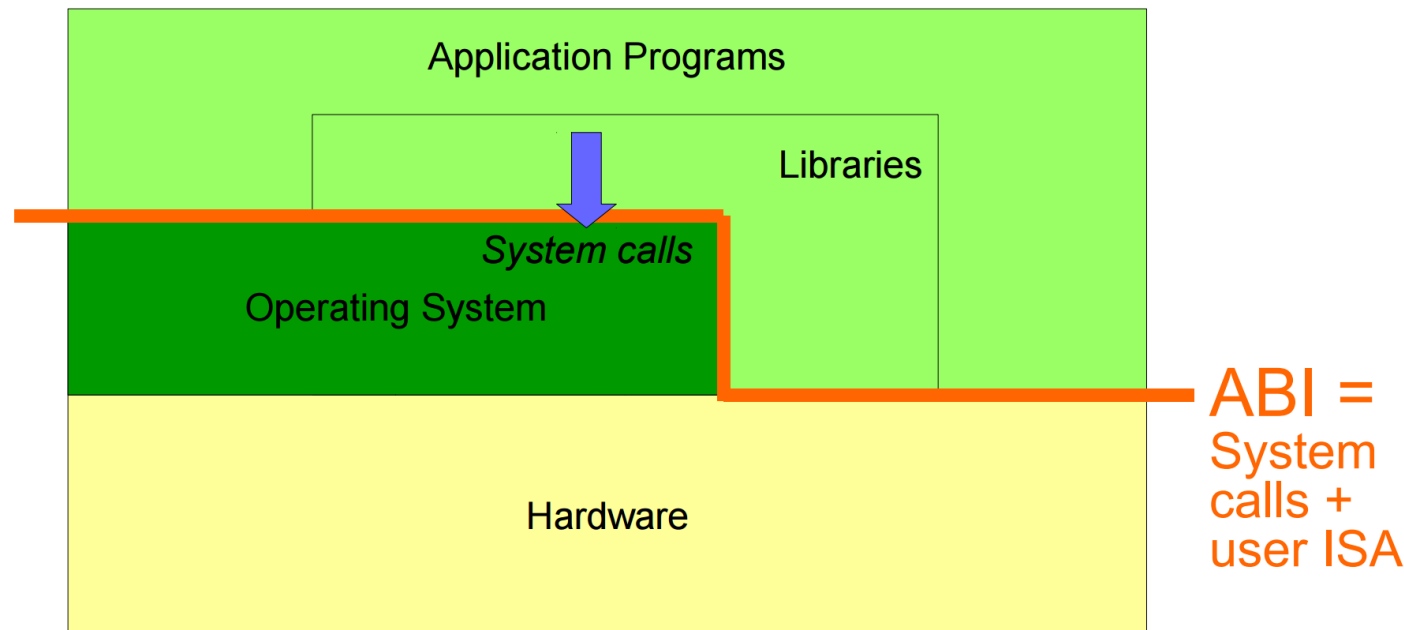 Application Programs
Libraries
System calls
Operating System
ABI =
System
calls +
user ISA
Hardware